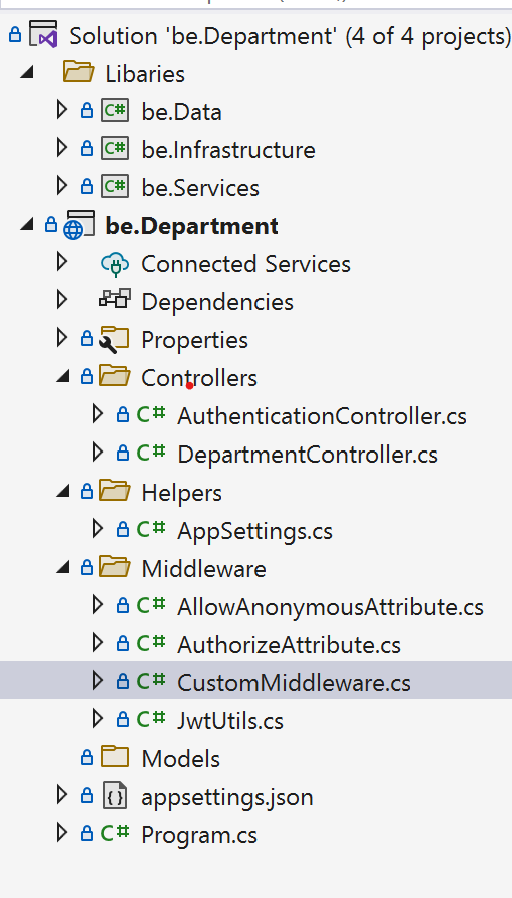 Solution 'be.Department' (4 of 4 projects)
Libaries
C# be.Data
C# be.Infrastructure
C# be.Services
be.Department
Connected Services
Dependencies
Properties
Controllers
C# AuthenticationController.cs
C# DepartmentController.cs
Helpers
C# AppSettings.cs
Middleware
C# AllowAnonymousAttribute.cs
C# AuthorizeAttribute.cs
C# CustomMiddleware.cs
C# JwtUtils.cs
Models
appsettings.json
C# Program.cs